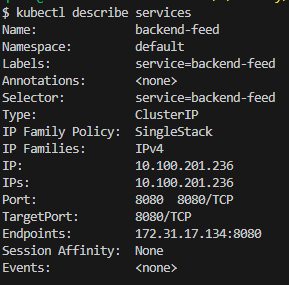 $ kubectl describe services
Name:              backend-feed
Namespace:         default
Labels:            service=backend-feed
Annotations:       <none>
Selector:          service=backend-feed
Type:              ClusterIP
IP Family Policy:  SingleStack
IP Families:       IPv4
IP:                10.100.201.236
IPs:               10.100.201.236
Port:              8080  8080/TCP
TargetPort:        8080/TCP
Endpoints:         172.31.17.134:8080
Session Affinity:  None
Events:            <none>